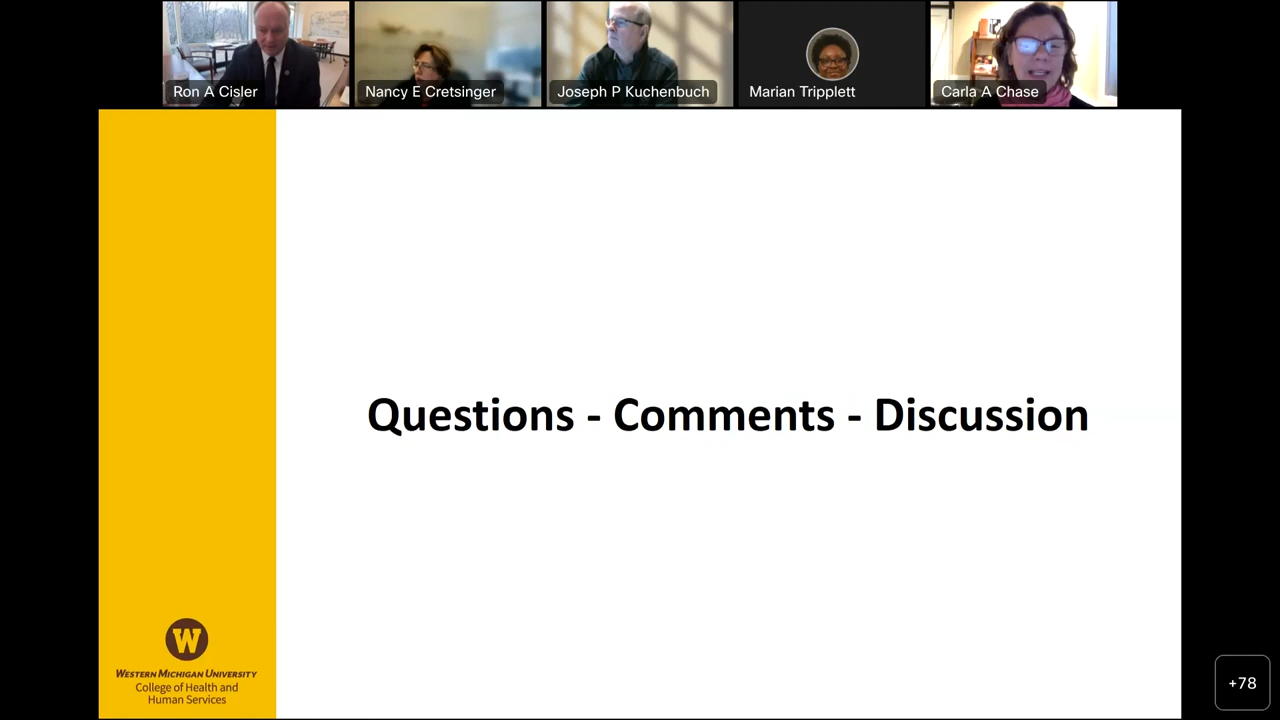 Ron A Cisler
Nancy E Cretsinger
Joseph P Kuchenbuch
Marian Tripplett
Carla A Chase
Questions - Comments - Discussion
W
WESTERN MICHIGAN UNIVERSITY
College of Health and
Human Services
+78